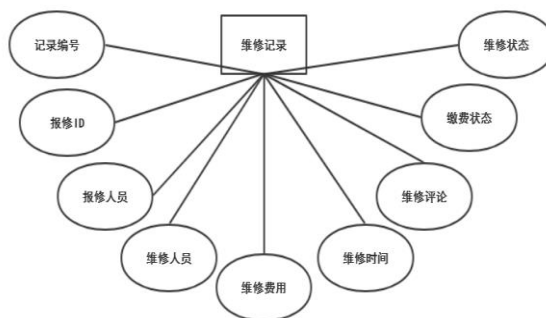 记录编号
维修记录
维修状态
报修ID
缴费状态
报修人员
维修评论
维修人员
维修时间
维修费用